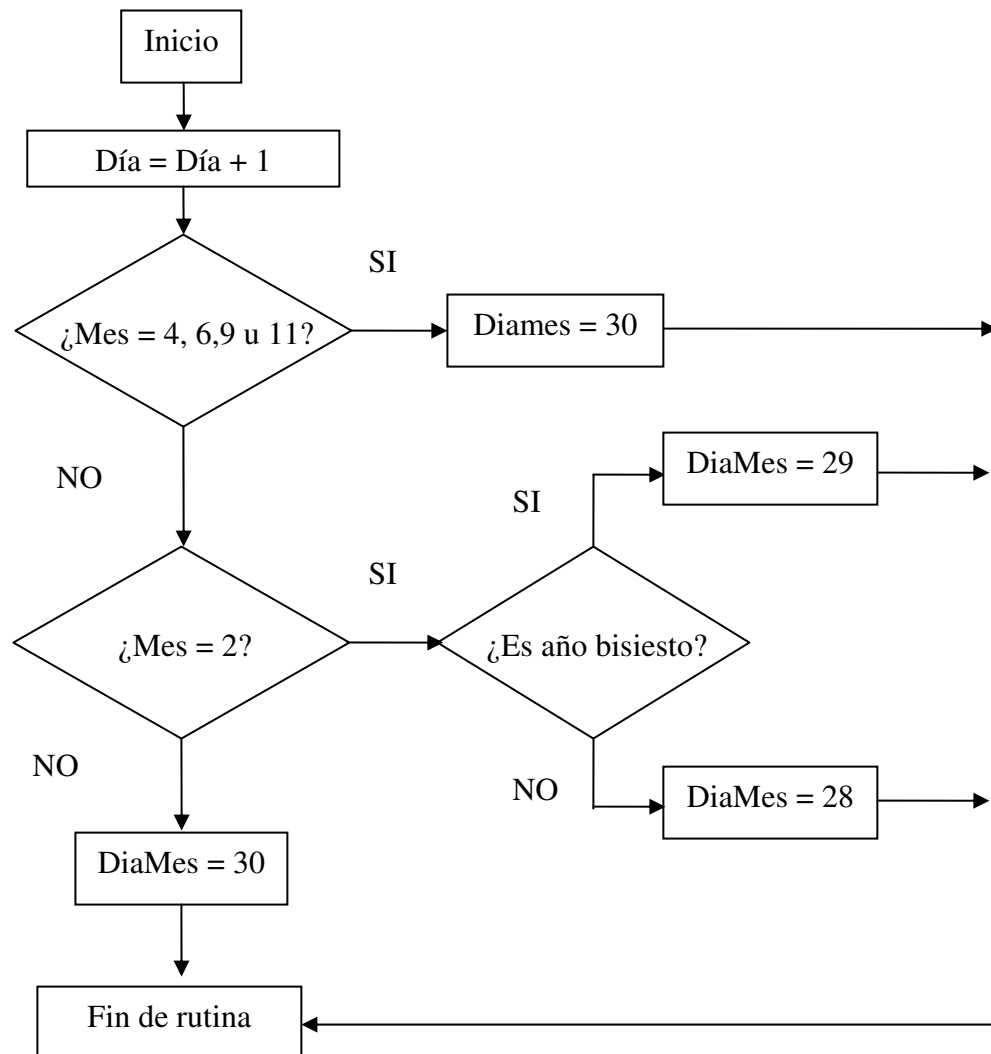 Inicio
Día = Día + 1
SI
¿Mes = 4, 6,9 u 11?
Diames = 30
NO
DiaMes = 29
SI
SI
¿Mes = 2?
¿Es año bisiesto?
NO
NO
DiaMes = 28
DiaMes = 30
Fin de rutina